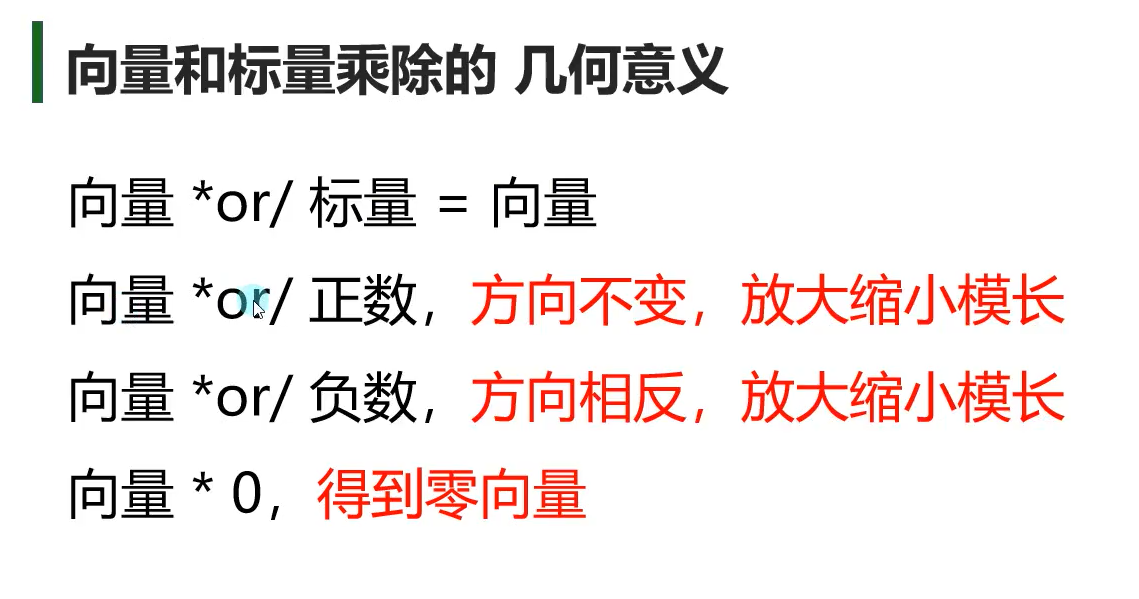 向量和标量乘除的 几何意义
向量 *or/ 标量 = 向量
向量 *or/ 正数，方向不变，放大缩小模长
向量 *or/ 负数，方向相反，放大缩小模长
向量 * 0，得到零向量